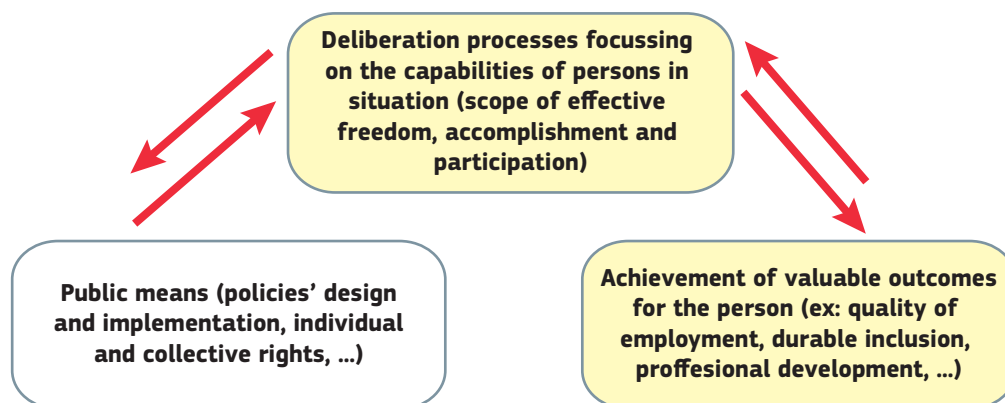 Deliberation processes focussing
on the capabilities of persons in
situation (scope of effective
freedom, accomplishment and
participation)
Public means (policies’ design
and implementation, individual
and collective rights, ...)
Achievement of valuable outcomes
for the person (ex: quality of
employment, durable inclusion,
proffesional development, ...)